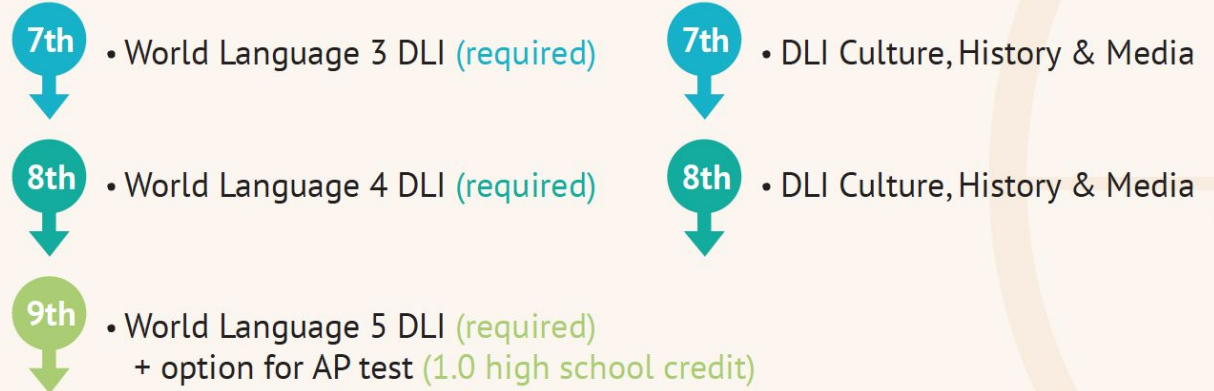 7th
• World Language 3 DLI (required)
8th
• World Language 4 DLI (required)
9th
• World Language 5 DLI (required)
+ option for AP test (1.0 high school credit)
7th
• DLI Culture, History & Media
8th
• DLI Culture, History & Media